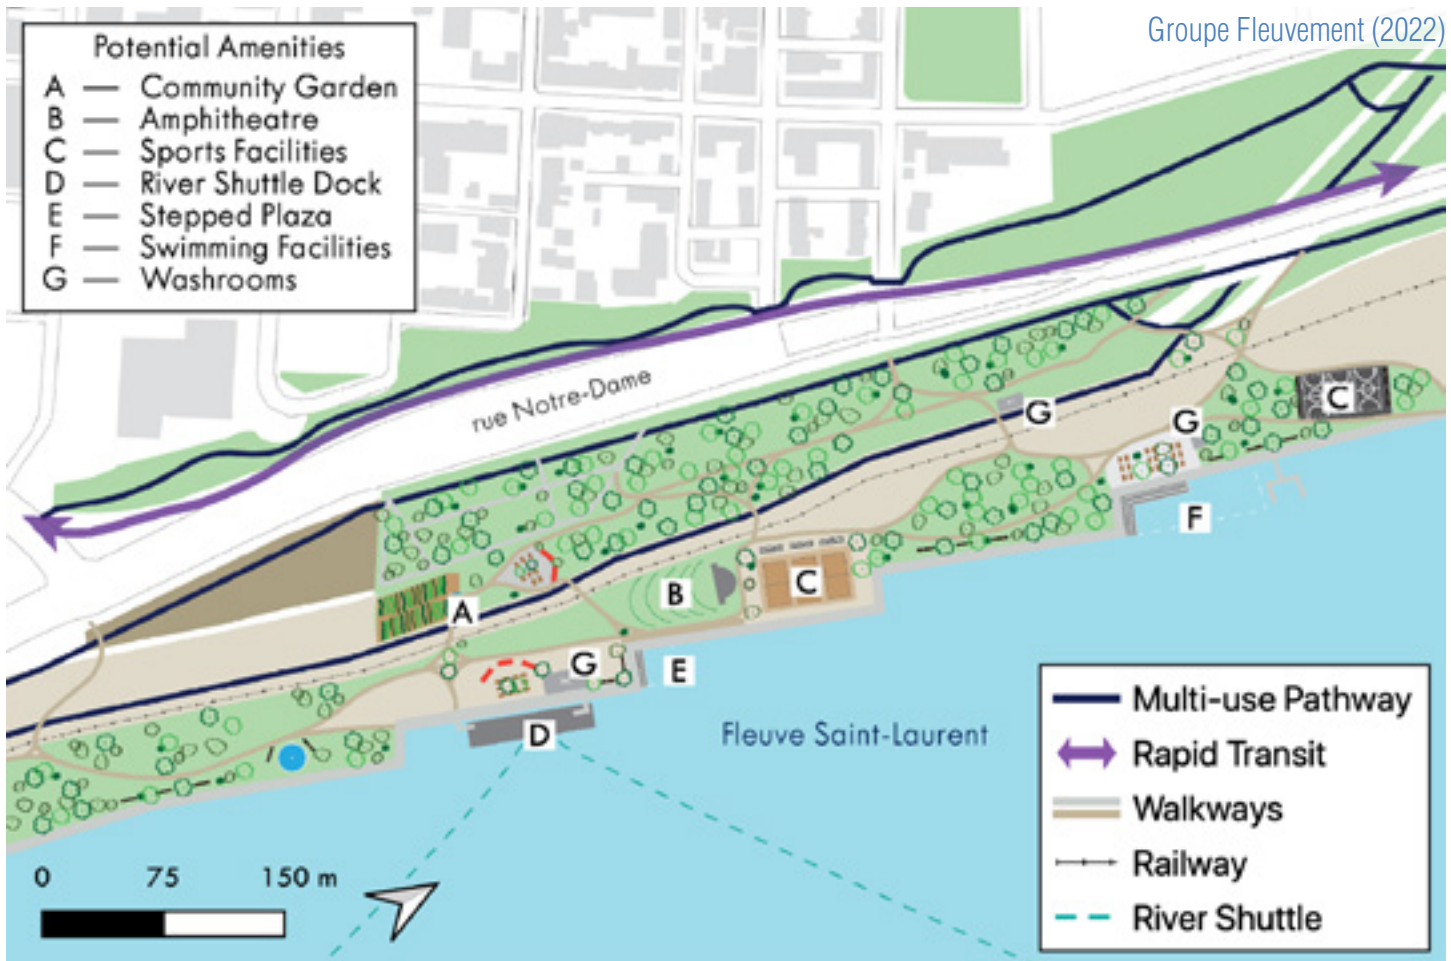 Groupe Fleuvement (2022)
Potential Amenities
A — Community Garden
B — Amphitheatre
C — Sports Facilities
D — River Shuttle Dock
E — Stepped Plaza
F — Swimming Facilities
G — Washrooms
rue Notre-Dame
C
G
G
F
C
B
A
G
E
D
Fleuve Saint-Laurent
0 75 150 m
Multi-use Pathway
Rapid Transit
Walkways
Railway
River Shuttle